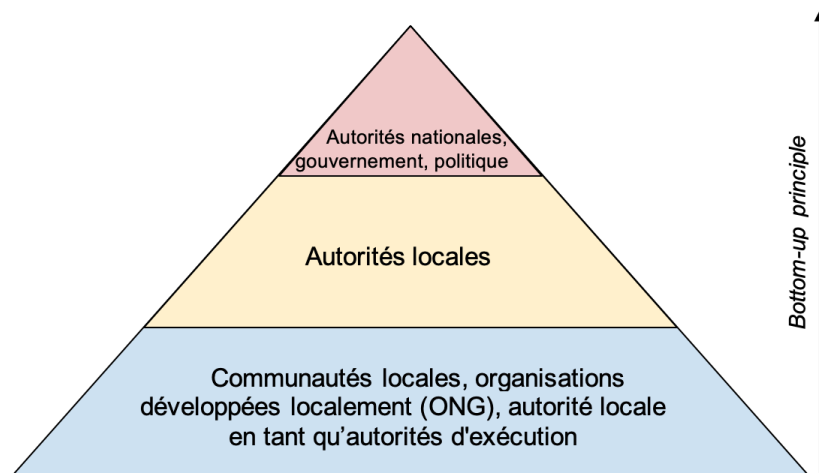 Autorités nationales,
gouvernement, politique
Autorités locales
Communautés locales, organisations
développées localement (ONG), autorité locale
en tant qu’autorités d'exécution
Bottom-up principle